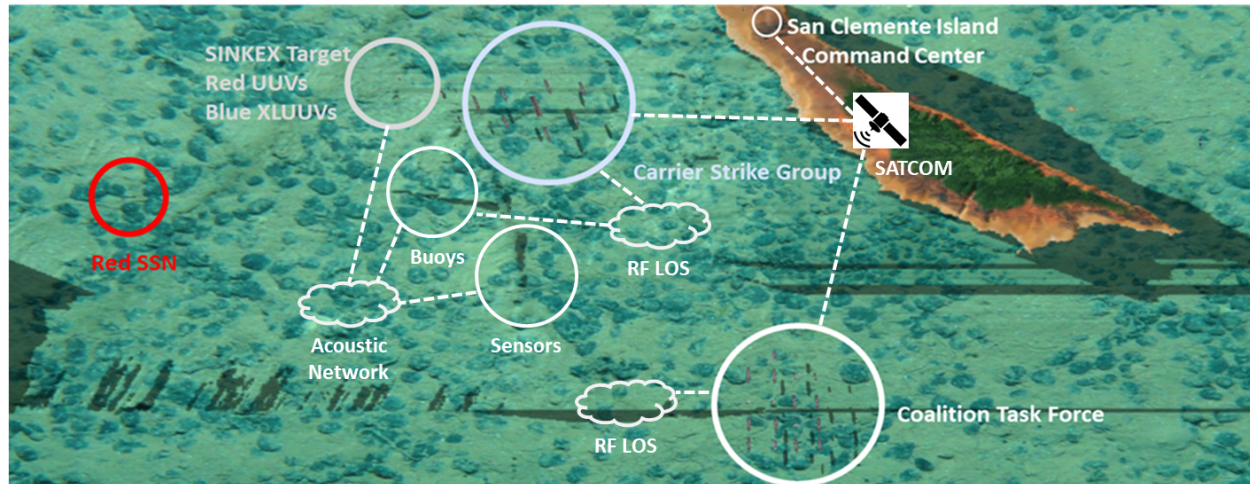 SINKEX Target
Red UUVs
Blue XLUUVs
San Clemente Island
Command Center
SATCOM
Carrier Strike Group
Red SSN
Buoys
RF LOS
Acoustic
Network
Sensors
RF LOS
Coalition Task Force